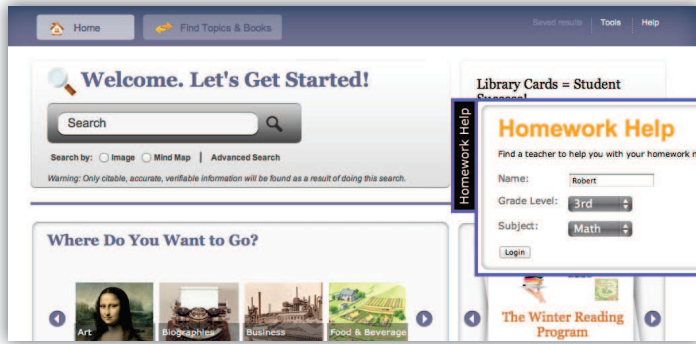 Home
Find Topics & Books
Saved results
Tools
Help
Welcome. Let's Get Started!
Search
Search by: Image Mind Map | Advanced Search
Warning: Only citable, accurate, verifiable information will be found as a result of doing this search.
Library Cards = Student
Homework Help
Homework Help
Find a teacher to help you with your homework
Name: Robert
Grade Level: 3rd
Subject: Math
Login
Where Do You Want to Go?
Art
Biographies
Business
Food & Beverage
The Winter Reading
Program